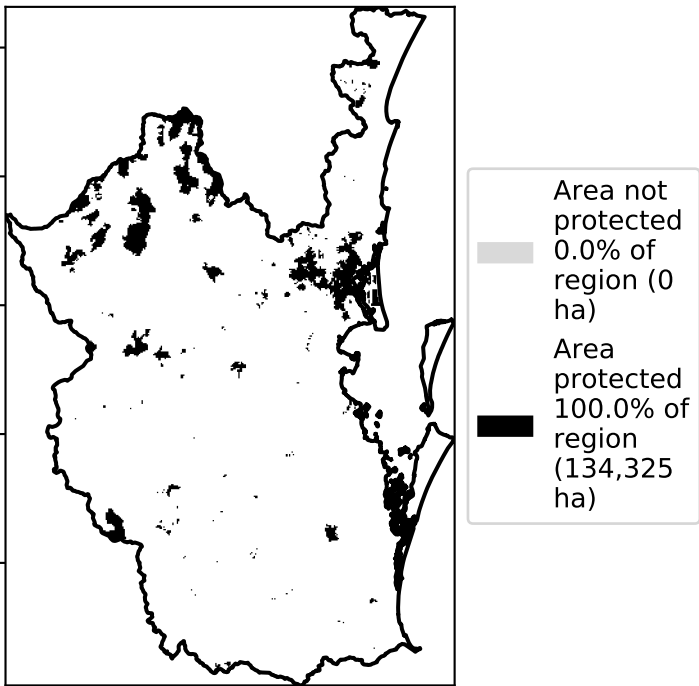 Area not
protected
0.0% of
region (0
ha)
Area
protected
100.0% of
region
(134,325
ha)